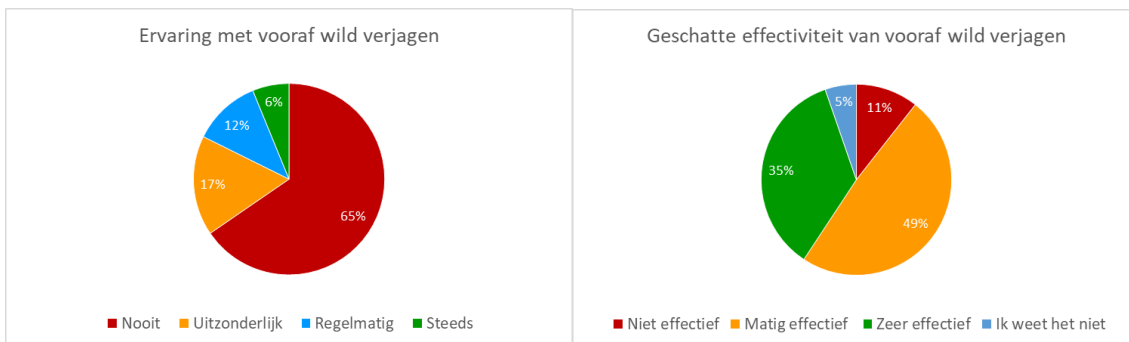 Ervaring met vooraf wild verjagen
6%
12%
17%
65%
Nooit Uitzonderlijk Regelmatig Steeds
Geschatte effectiviteit van vooraf wild verjagen
5%
11%
35%
49%
Niet effectief Matig effectief Zeer effectief Ik weet het niet